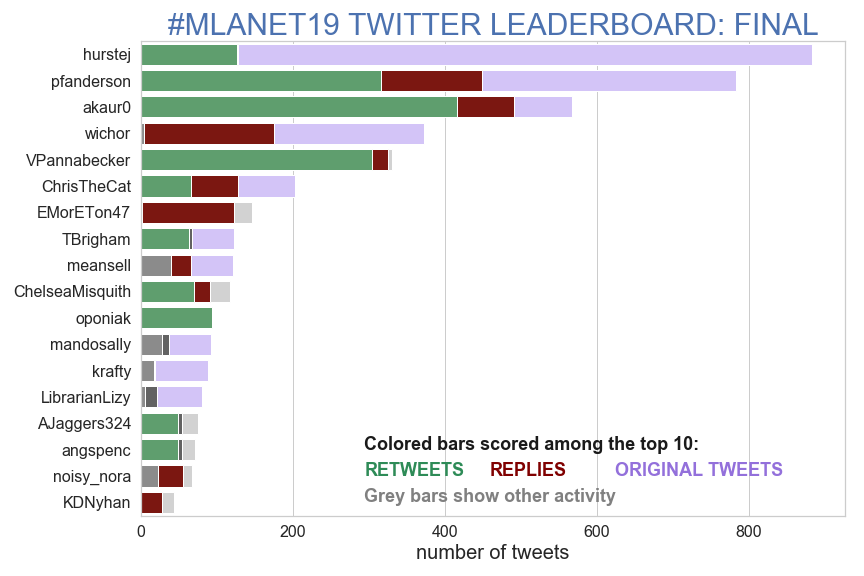 #MLANET19 TWITTER LEADERBOARD: FINAL
hurstej
pfanderson
akaur0
wichor
VPannabecker
ChrisTheCat
EMorETon47
TBrigham
meansell
ChelseaMisquith
oponiak
mandosally
krafty
LibrarianLizy
AJaggers324
angspenc
noisy_nora
KDNyhan
Colored bars scored among the top 10:
RETWEETS REPLIES ORIGINAL TWEETS
Grey bars show other activity
0 200 400 600 800
number of tweets